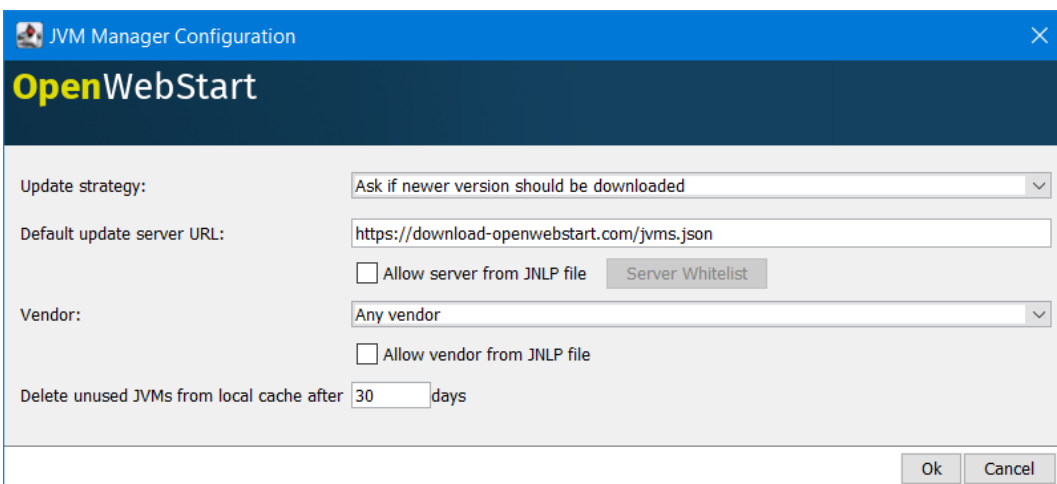 JVM Manager Configuration
OpenWebStart
Update strategy: Ask if newer version should be downloaded
Default update server URL: https://download-openwebstart.com/jvms.json
Allow server from JNLP file Server Whitelist
Vendor: Any vendor
Allow vendor from JNLP file
Delete unused JVMs from local cache after 30 days
Ok Cancel